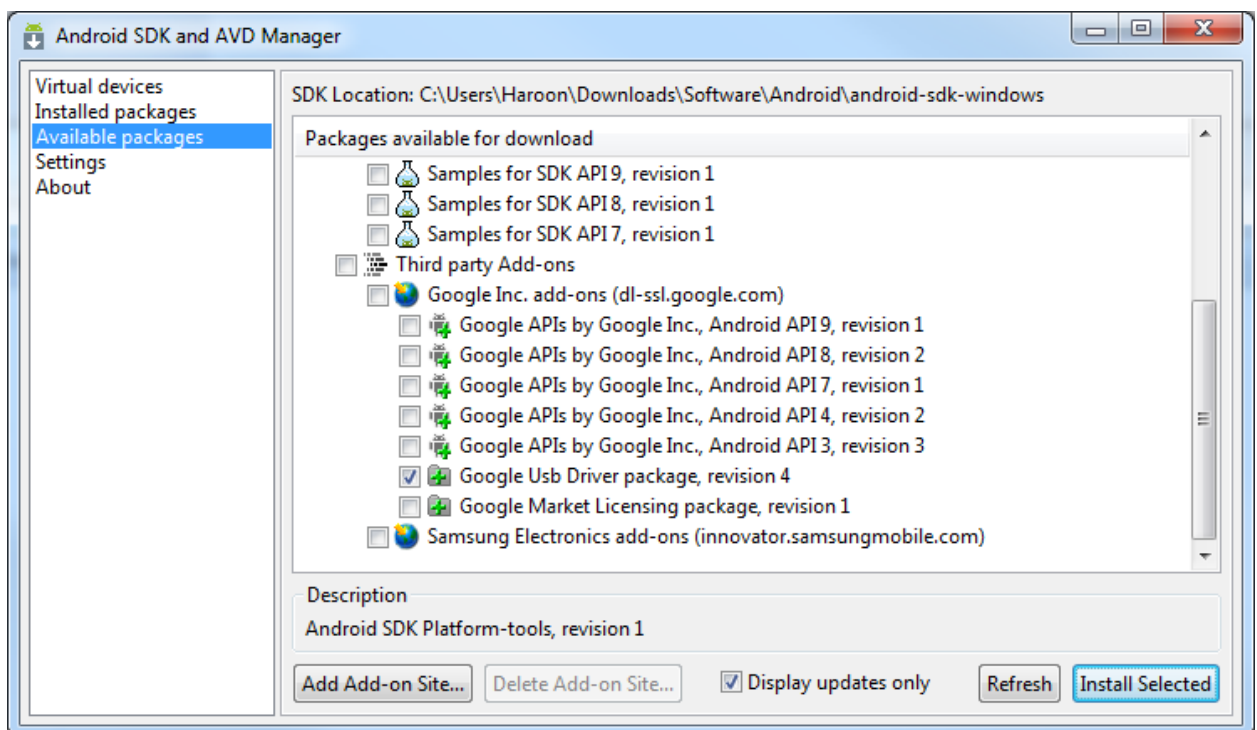 Android SDK and AVD Manager
Virtual devices
Installed packages
Available packages
Settings
About
SDK Location: C:\Users\Haroon\Downloads\Software\Android\android-sdk-windows
Packages available for download
Samples for SDK API 9, revision 1
Samples for SDK API 8, revision 1
Samples for SDK API 7, revision 1
Third party Add-ons
Google Inc. add-ons (dl-ssl.google.com)
Google APIs by Google Inc., Android API 9, revision 1
Google APIs by Google Inc., Android API 8, revision 2
Google APIs by Google Inc., Android API 7, revision 1
Google APIs by Google Inc., Android API 4, revision 2
Google APIs by Google Inc., Android API 3, revision 3
Google Usb Driver package, revision 4
Google Market Licensing package, revision 1
Samsung Electronics add-ons (innovator.samsungmobile.com)
Description
Android SDK Platform-tools, revision 1
Add Add-on Site... Delete Add-on Site... Display updates only Refresh Install Selected